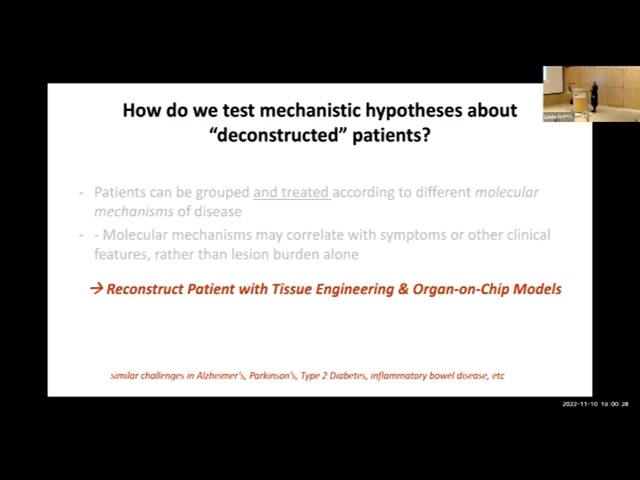 How do we test mechanistic hypotheses about
“deconstructed” patients?
- Patients can be grouped and treated according to different molecular
mechanisms of disease
- - Molecular mechanisms may correlate with symptoms or other clinical
features, rather than lesion burden alone
→ Reconstruct Patient with Tissue Engineering & Organ-on-Chip Models
similar challenges in Alzheimer's, Parkinson's, Type 2 Diabetes, inflammatory bowel disease, etc
2022-11-10 19:00:28